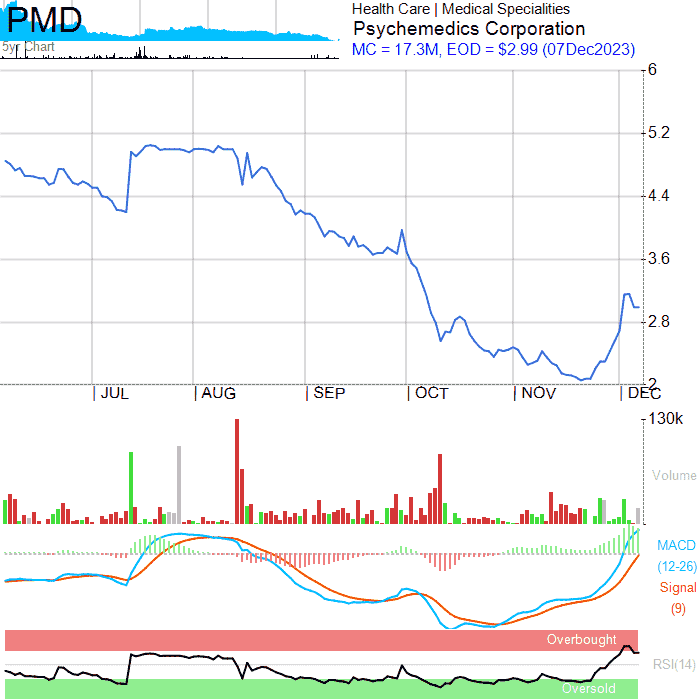 PMD
5yr Chart
Health Care | Medical Specialities
Psychemedics Corporation
MC = 17.3M, EOD = $2.99 (07Dec2023)
6
5.2
4.4
3.6
2.8
2
JUL AUG SEP OCT NOV DEC
130k
Volume
MACD
(12-26)
Signal
(9)
Overbought
RSI(14)
Oversold